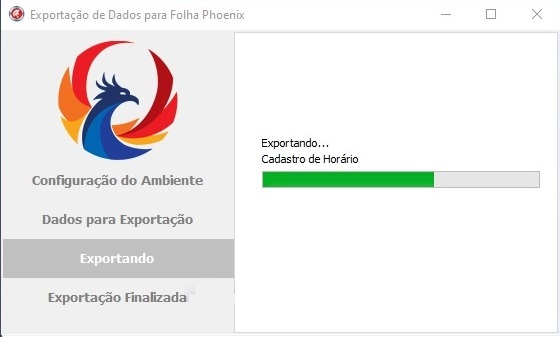 Exportação de Dados para Folha Phoenix
Configuração do Ambiente
Dados para Exportação
Exportando
Exportação Finalizada
Exportando...
Cadastro de Horário